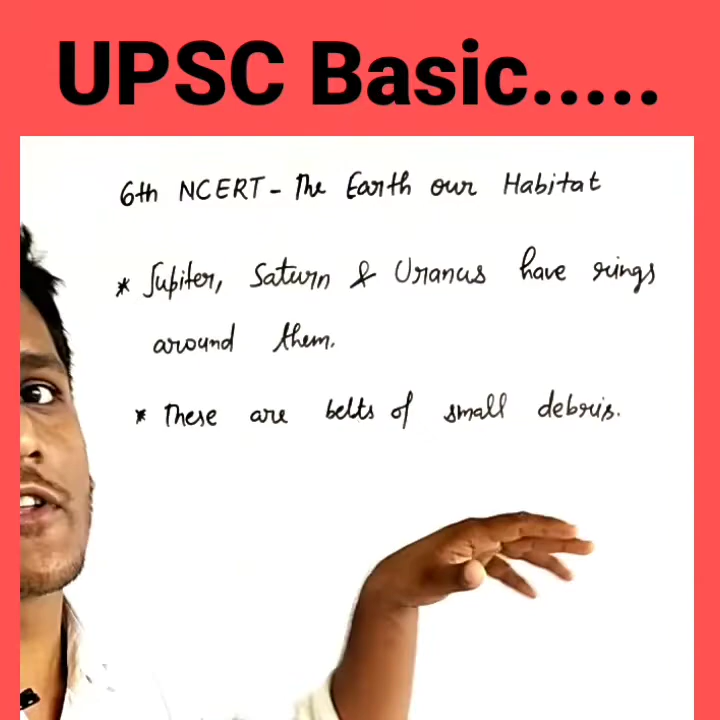 UPSC Basic.....
6th NCERT - The Earth our Habitat
* Jupiter, Saturn & Uranus have rings
around them.
* These are belts of small debris.